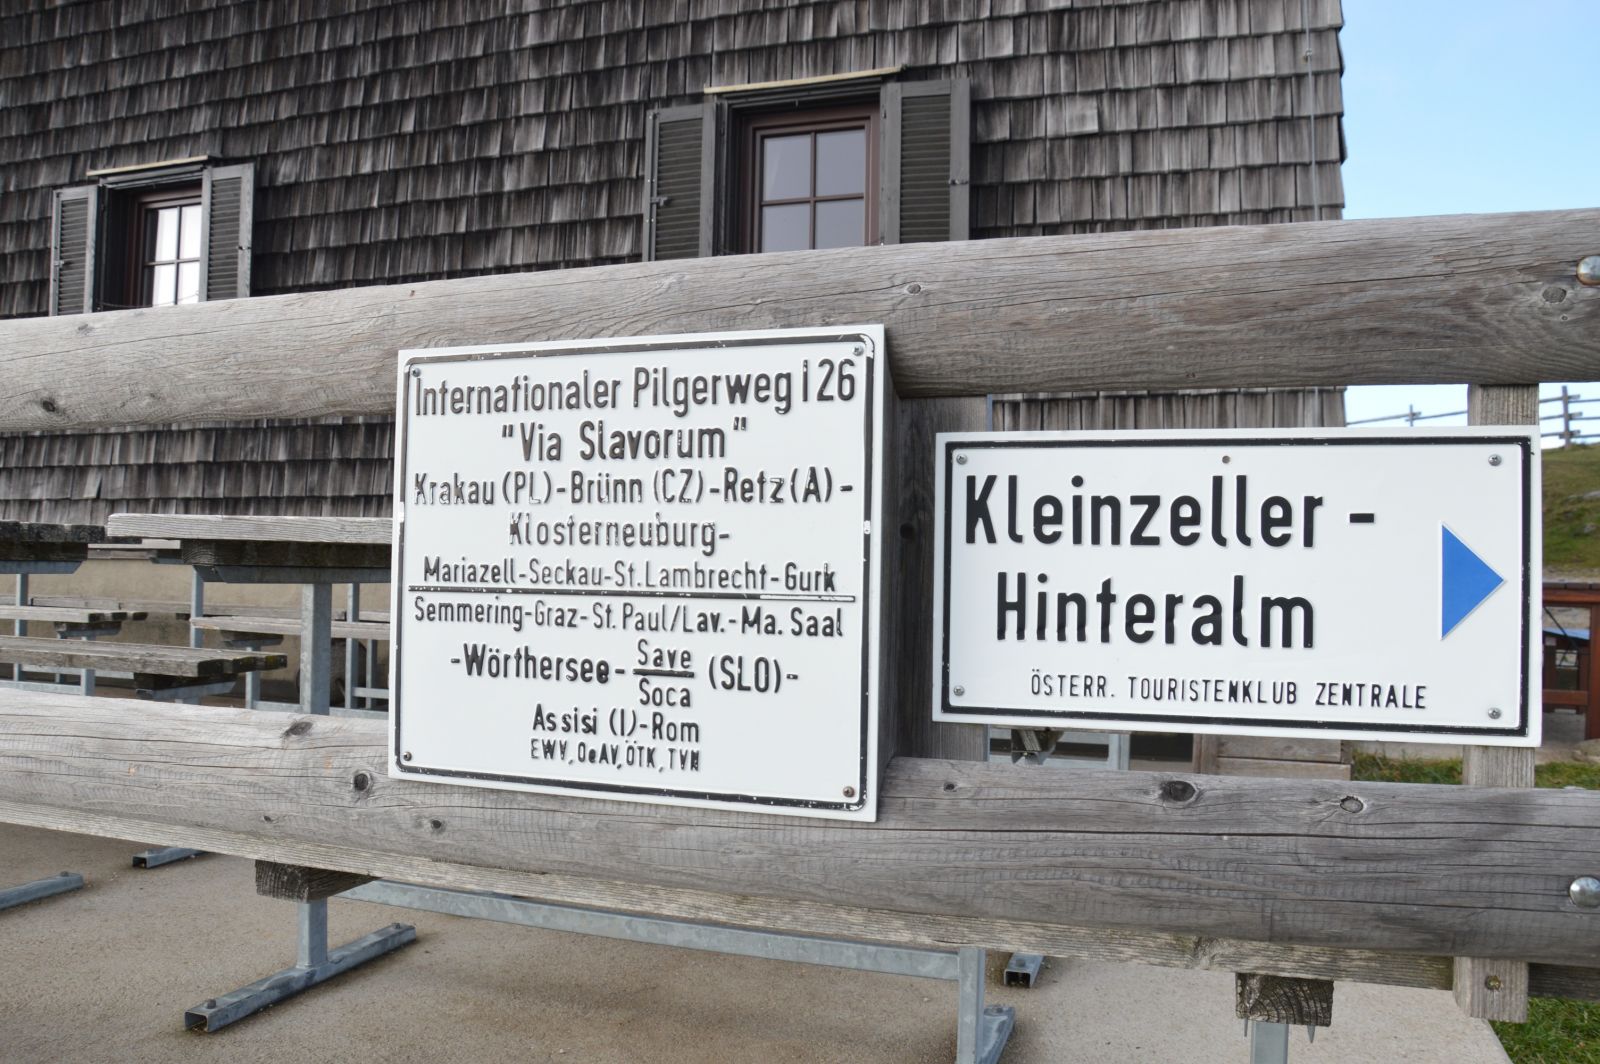 Internationaler Pilgerweg I 26
"Via Slavorum"
Krakau (PL)-Brünn (CZ)-Retz (A)-
Klosterneuburg-
Mariazell-Seckau-St. Lambrecht-Gurk
Semmering-Graz-St. Paul/Lav.-Ma. Saal
-Wörthersee- Save (SLO)-
Soca
Assisi (I)-Rom
EWV, OeAV, ÖTK, TVN
Kleinzeller-
Hinteralm
ÖSTERR. TOURISTENKLUB ZENTRALE